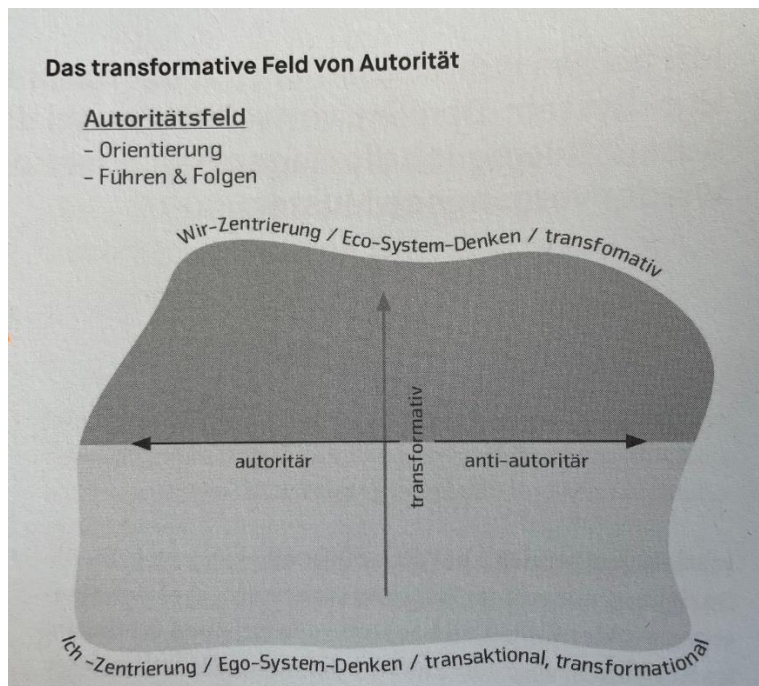 Das transformative Feld von Autorität
Autoritätsfeld
– Orientierung
– Führen & Folgen
Wir-Zentrierung / Eco-System-Denken / transfomativ
transformativ
autoritär
anti-autoritär
Ich -Zentrierung / Ego-System-Denken / transaktional, transformational